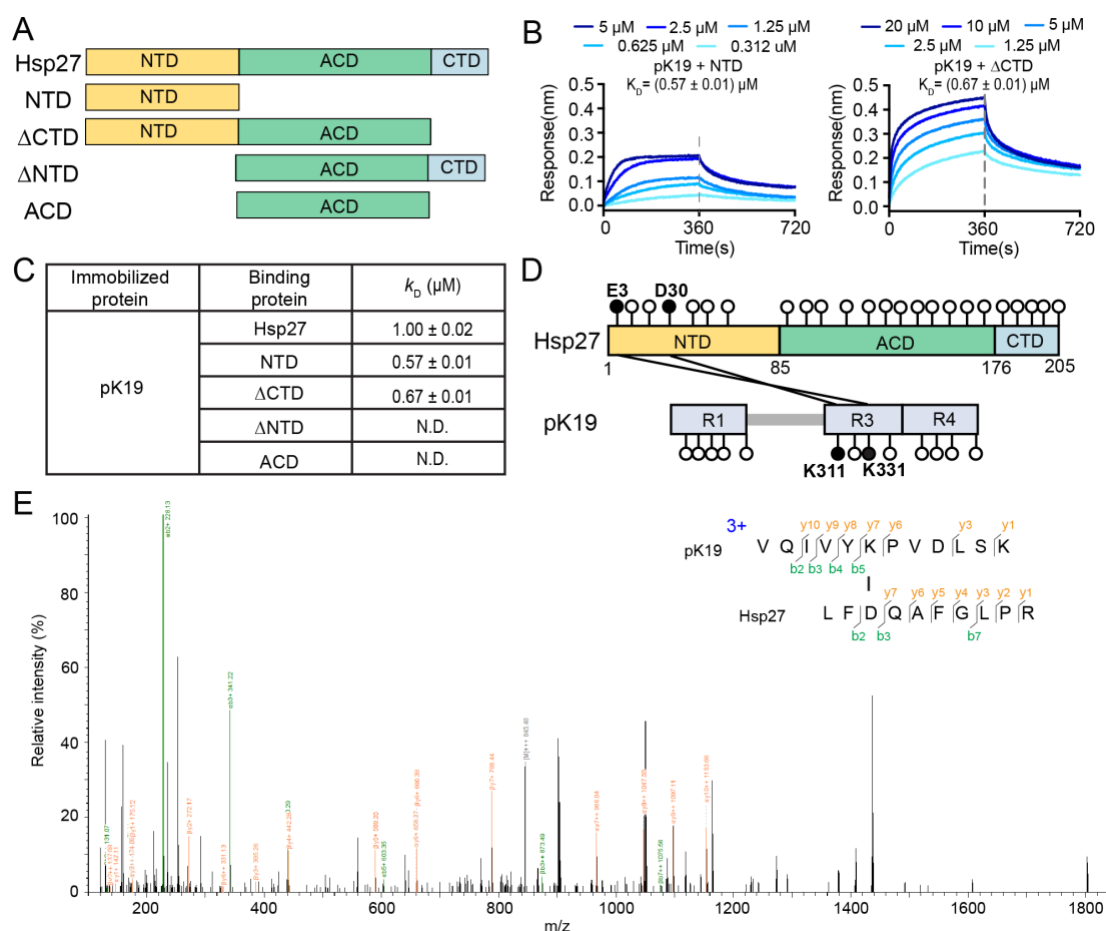 A
Hsp27 NTD ACD CTD
NTD NTD
ΔCTD NTD ACD
ΔNTD ACD CTD
ACD ACD
B
5 µM 2.5 µM 1.25 µM
0.625 µM 0.312 uM
pK19 + NTD
K_D= (0.57 ± 0.01) µM
Response(nm)
0.5
0.4
0.3
0.2
0.1
0.0
0 360 720
Time(s)
20 µM 10 µM 5 µM
2.5 µM 1.25 µM
pK19 + ΔCTD
K_D= (0.67 ± 0.01) µM
Response(nm)
0.5
0.4
0.3
0.2
0.1
0.0
0 360 720
Time(s)
C
Immobilized protein Binding protein k_D (µM)
pK19
Hsp27 1.00 ± 0.02
NTD 0.57 ± 0.01
ΔCTD 0.67 ± 0.01
ΔNTD N.D.
ACD N.D.
D
E3 D30
Hsp27 NTD ACD CTD
1 85 176 205
pK19 R1 R3 R4
K311 K331
E
3+
y10 y9 y8 y7 y6 y3 y1
pK19 V Q I V Y K P V D L S K
b2 b3 b4 b5
y7 y6 y5 y4 y3 y2 y1
Hsp27 L F D Q A F G L P R
b2 b3 b7
Relative intensity (%)
100
80
60
40
20
0
200 400 600 800 1000 1200 1400 1600 1800
m/z